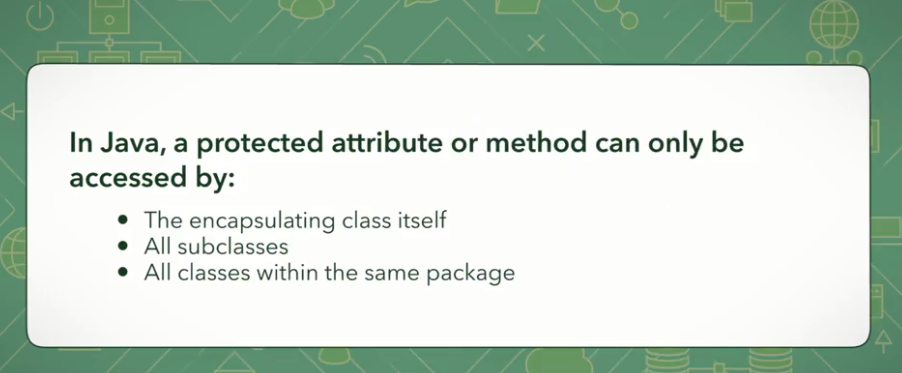 In Java, a protected attribute or method can only be
accessed by:
• The encapsulating class itself
• All subclasses
• All classes within the same package